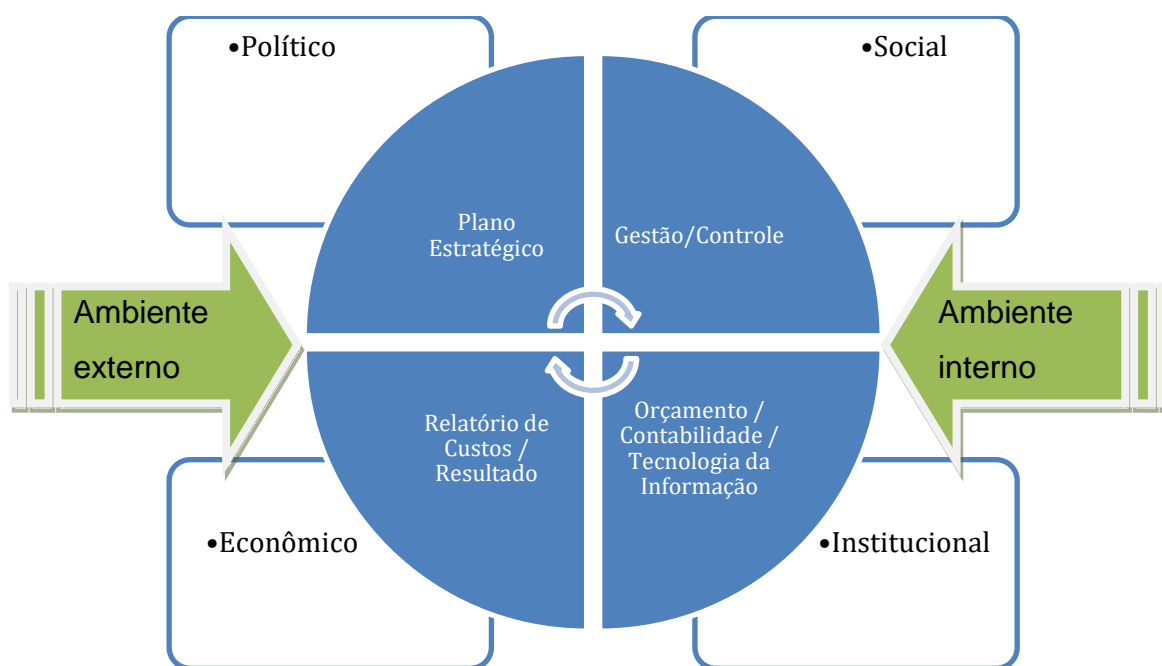 •Político
•Social
Plano
Estratégico
Gestão/Controle
Ambiente
externo
Ambiente
interno
Relatório de
Custos /
Resultado
Orçamento /
Contabilidade /
Tecnologia da
Informação
•Econômico
•Institucional